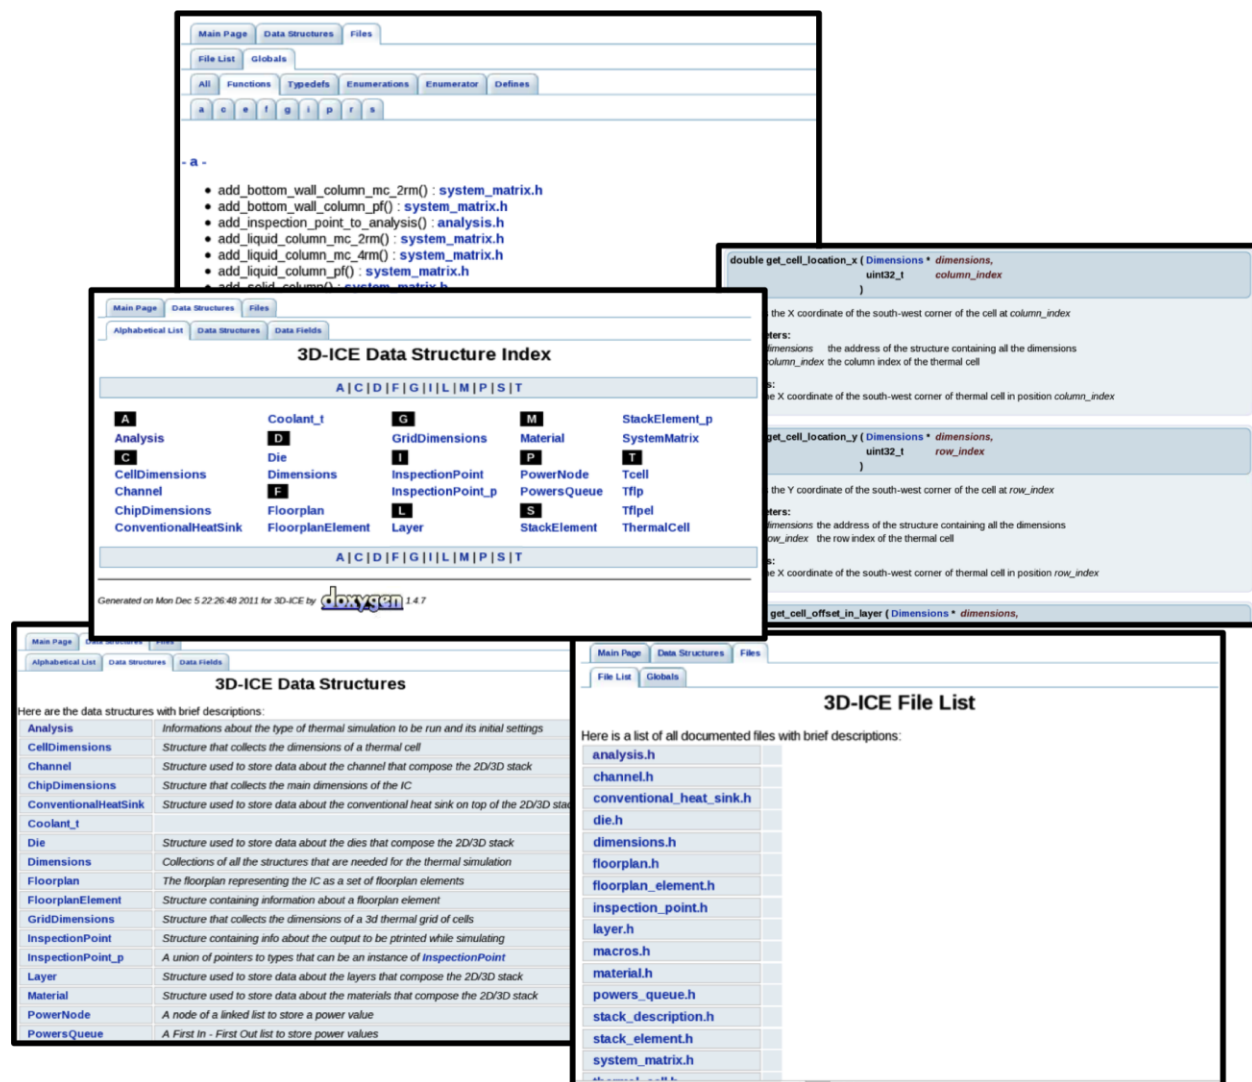 Main Page Data Structures Files
File List Globals
All Functions Typedefs Enumerations Enumerator Defines
a c e f g i p r s
- a -
• add_bottom_wall_column_mc_2rm() : system_matrix.h
• add_bottom_wall_column_pf() : system_matrix.h
• add_inspection_point_to_analysis() : analysis.h
• add_liquid_column_mc_2rm() : system_matrix.h
• add_liquid_column_mc_4rm() : system_matrix.h
• add_liquid_column_pf() : system_matrix.h
• add_solid_column() : system_matrix.h
double get_cell_location_x ( Dimensions * dimensions,
uint32_t column_index
)
the X coordinate of the south-west corner of the cell at column_index
dimensions the address of the structure containing all the dimensions
column_index the column index of the thermal cell
X coordinate of the south-west corner of thermal cell in position column_index
get_cell_location_y ( Dimensions * dimensions,
uint32_t row_index
)
the Y coordinate of the south-west corner of the cell at row_index
dimensions the address of the structure containing all the dimensions
row_index the row index of the thermal cell
X coordinate of the south-west corner of thermal cell in position row_index
get_cell_offset_in_layer ( Dimensions * dimensions,
Main Page Data Structures Files
Alphabetical List Data Structures Data Fields
3D-ICE Data Structure Index
A | C | D | F | G | I | L | M | P | S | T
A Coolant_t G M StackElement_p
Analysis D GridDimensions Material SystemMatrix
C Die I P T
CellDimensions Dimensions InspectionPoint PowerNode Tcell
Channel F InspectionPoint_p PowersQueue Tflp
ChipDimensions Floorplan L S Tflpel
ConventionalHeatSink FloorplanElement Layer StackElement ThermalCell
A | C | D | F | G | I | L | M | P | S | T
Generated on Mon Dec 5 22:26:48 2011 for 3D-ICE by doxygen 1.4.7
Main Page Data Structures Files
Alphabetical List Data Structures Data Fields
3D-ICE Data Structures
Here are the data structures with brief descriptions:
Analysis Informations about the type of thermal simulation to be run and its initial settings
CellDimensions Structure that collects the dimensions of a thermal cell
Channel Structure used to store data about the channel that compose the 2D/3D stack
ChipDimensions Structure that collects the main dimensions of the IC
ConventionalHeatSink Structure used to store data about the conventional heat sink on top of the 2D/3D
Coolant_t
Die Structure used to store data about the dies that compose the 2D/3D stack
Dimensions Collections of all the structures that are needed for the thermal simulation
Floorplan The floorplan representing the IC as a set of floorplan elements
FloorplanElement Structure containing information about a floorplan element
GridDimensions Structure that collects the dimensions of a 3d thermal grid of cells
InspectionPoint Structure containing info about the output to be ptrinted while simulating
InspectionPoint_p A union of pointers to types that can be an instance of InspectionPoint
Layer Structure used to store data about the layers that compose the 2D/3D stack
Material Structure used to store data about the materials that compose the 2D/3D stack
PowerNode A node of a linked list to store a power value
PowersQueue A First In - First Out list to store power values
Main Page Data Structures Files
File List Globals
3D-ICE File List
Here is a list of all documented files with brief descriptions:
analysis.h
channel.h
conventional_heat_sink.h
die.h
dimensions.h
floorplan.h
floorplan_element.h
inspection_point.h
layer.h
macros.h
material.h
powers_queue.h
stack_description.h
stack_element.h
system_matrix.h